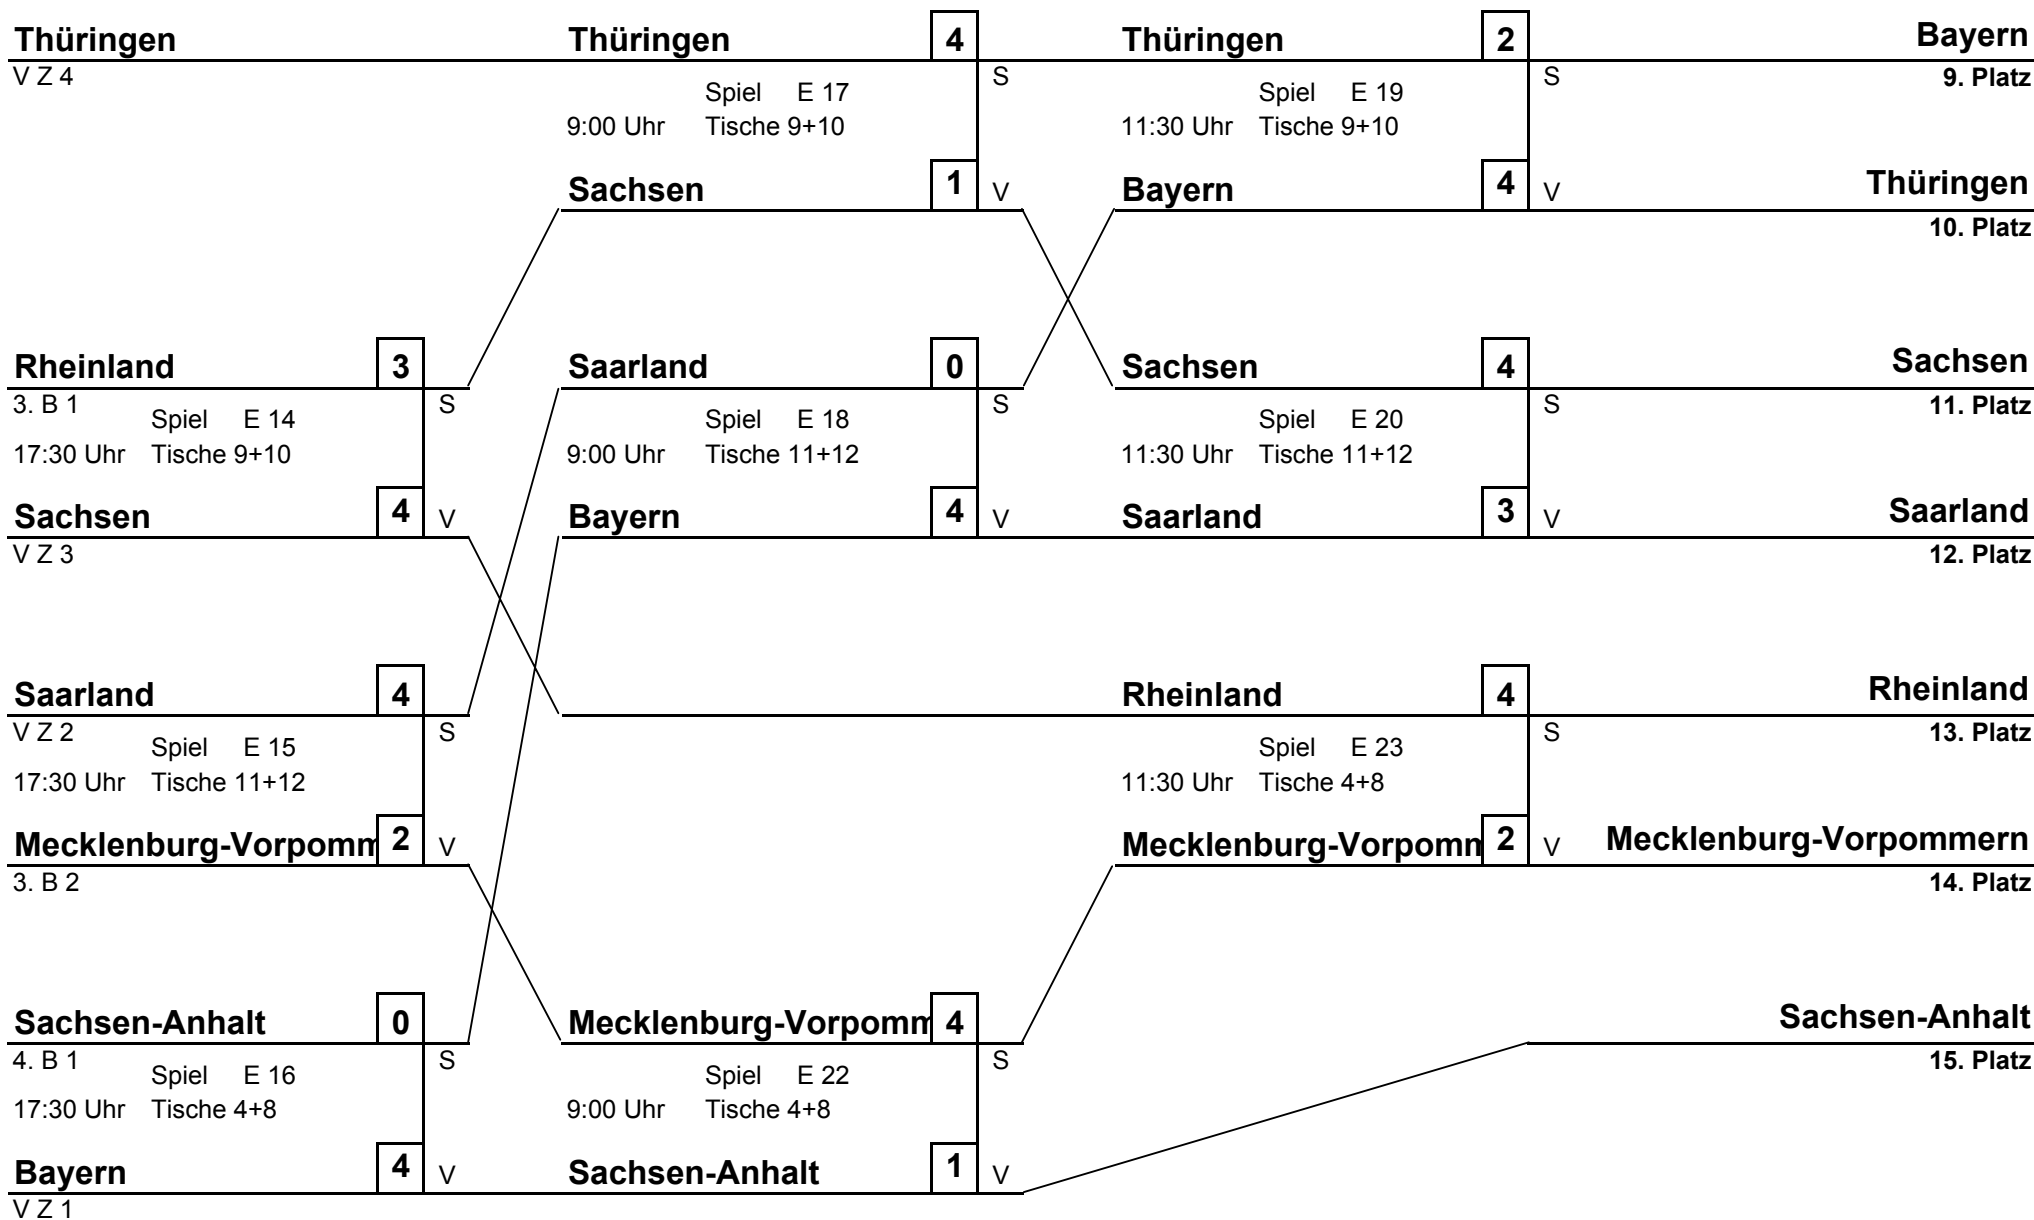 Thüringen Thüringen 4 Thüringen 2 Bayern
V Z 4 S S 9. Platz
Spiel E 17 Spiel E 19
9:00 Uhr Tische 9+10 11:30 Uhr Tische 9+10
Sachsen 1 V Bayern 4 V Thüringen
10. Platz
Rheinland 3 Saarland 0 Sachsen 4 Sachsen
3. B 1 S S S 11. Platz
Spiel E 14 Spiel E 18 Spiel E 20
17:30 Uhr Tische 9+10 9:00 Uhr Tische 11+12 11:30 Uhr Tische 11+12
Sachsen 4 V Bayern 4 V Saarland 3 V Saarland
V Z 3 12. Platz
Saarland 4 Rheinland 4 Rheinland
V Z 2 S S 13. Platz
Spiel E 15 Spiel E 23
17:30 Uhr Tische 11+12 11:30 Uhr Tische 4+8
Mecklenburg-Vorpomm 2 V Mecklenburg-Vorpomm 2 V Mecklenburg-Vorpommern
3. B 2 14. Platz
Sachsen-Anhalt 0 Mecklenburg-Vorpomm 4 Sachsen-Anhalt
4. B 1 S S 15. Platz
Spiel E 16 Spiel E 22
17:30 Uhr Tische 4+8 9:00 Uhr Tische 4+8
Bayern 4 V Sachsen-Anhalt 1 V
V Z 1